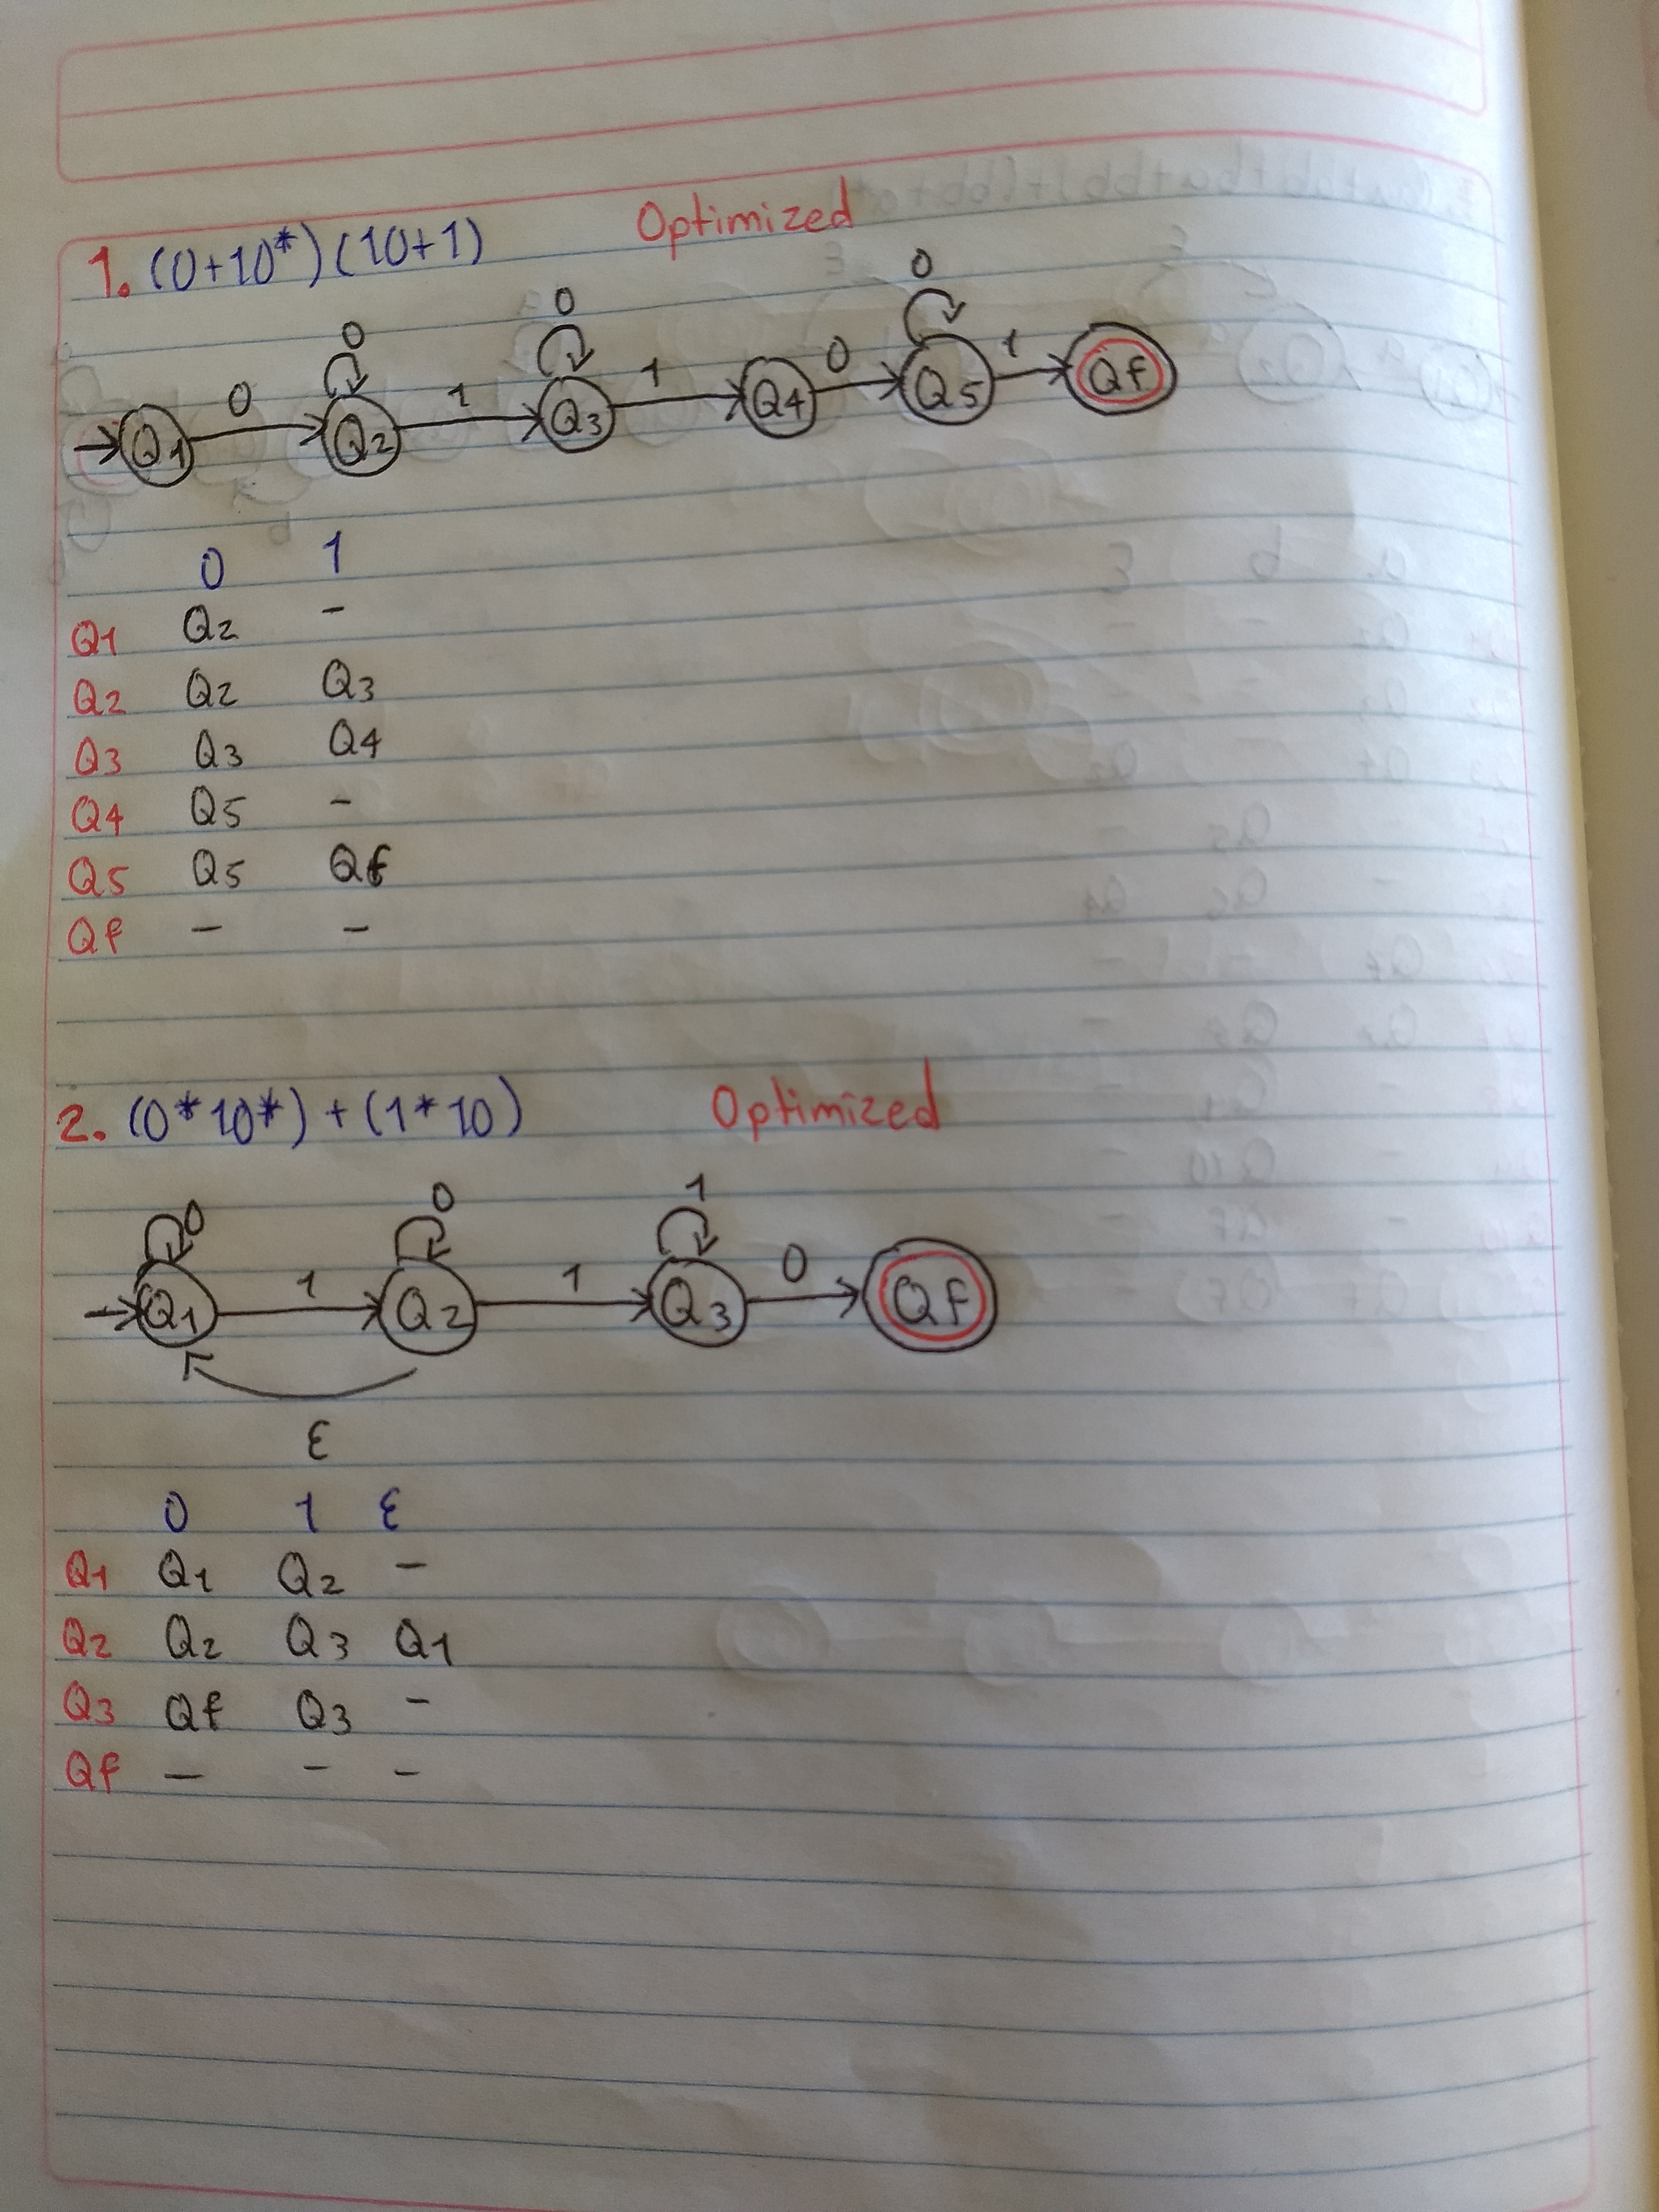 1. (0+10*)(10+1) Optimized
0 0 0
0 1 1 0 1
Q1 Q2 Q3 Q4 Q5 Qf
0 1
Q1 Q2 -
Q2 Q2 Q3
Q3 Q3 Q4
Q4 Q5 -
Q5 Q5 Qf
Qf - -
2. (0*10*)+(1*10) Optimized
0 0 1
1 1 0
Q1 Q2 Q3 Qf
ε
0 1 ε
Q1 Q1 Q2 -
Q2 Q2 Q3 Q1
Q3 Qf Q3 -
Qf - - -